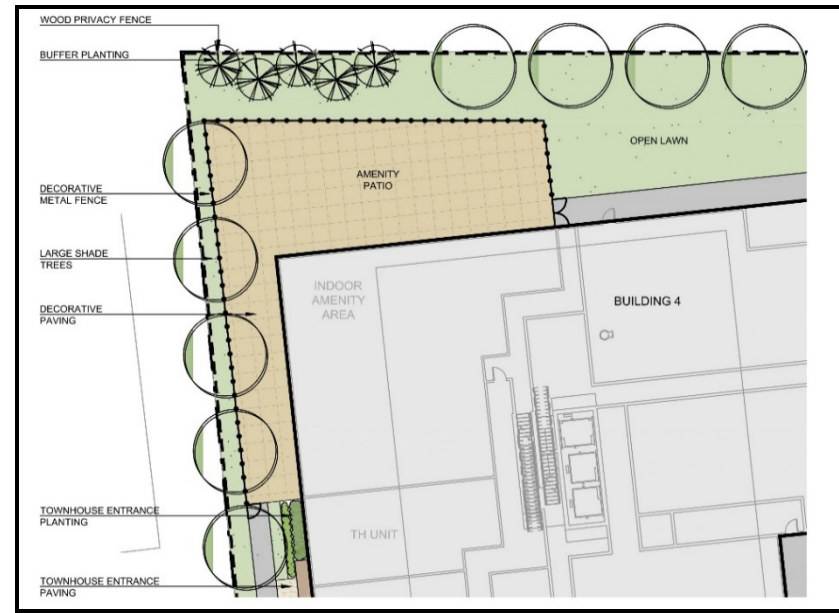 WOOD PRIVACY FENCE
BUFFER PLANTING
OPEN LAWN
AMENITY
PATIO
DECORATIVE
METAL FENCE
LARGE SHADE
TREES
INDOOR
AMENITY
AREA
BUILDING 4
DECORATIVE
PAVING
TOWNHOUSE ENTRANCE
PLANTING
TH UNIT
TOWNHOUSE ENTRANCE
PAVING